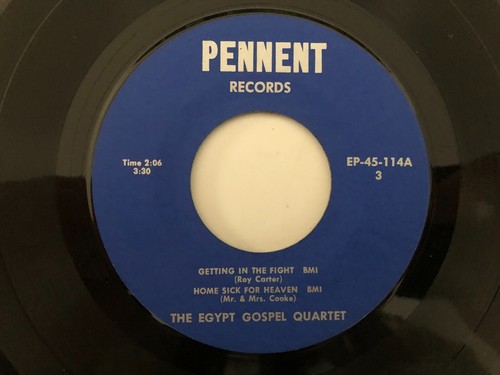 PENNENT
RECORDS
Time 2:06
3:30
EP-45-114A
3
GETTING IN THE FIGHT BMI
(Roy Carter)
HOME SICK FOR HEAVEN BMI
(Mr. & Mrs. Cooke)
THE EGYPT GOSPEL QUARTET